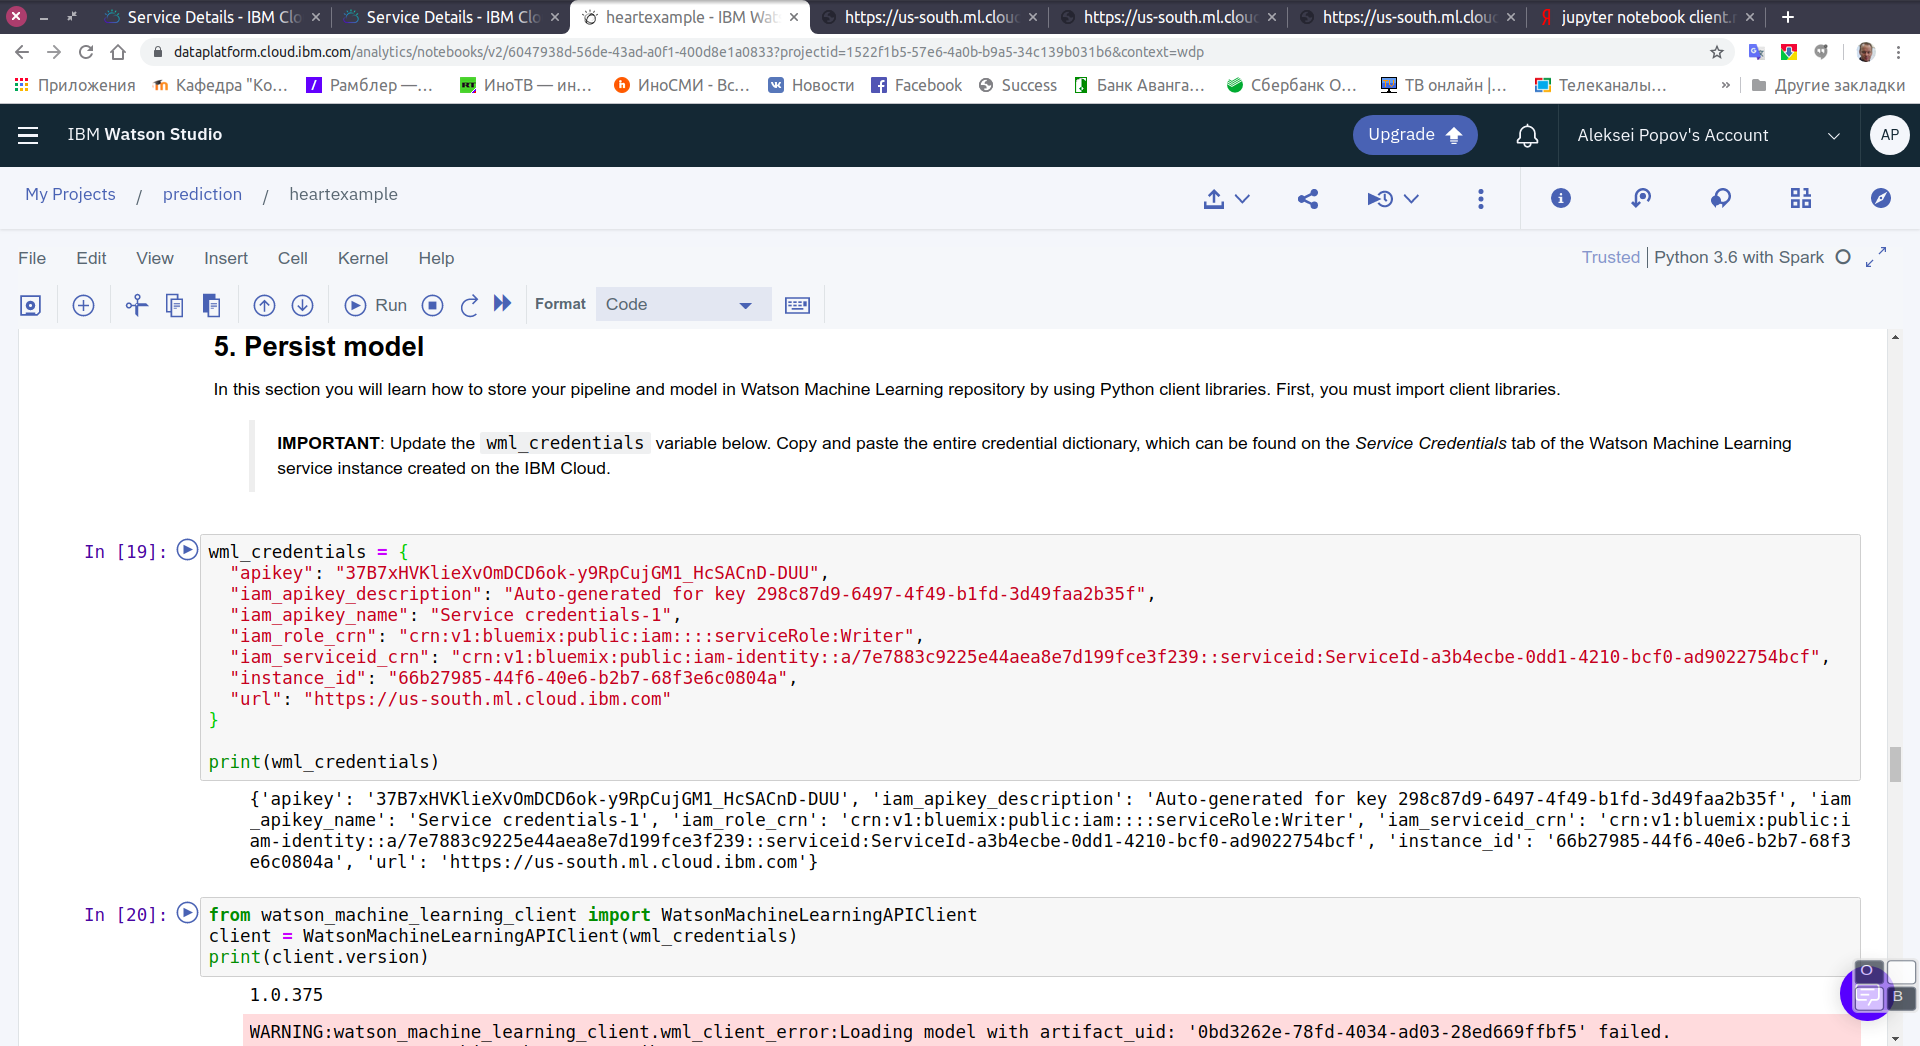 Service Details - IBM Clo
Service Details - IBM Clo
heartexample - IBM Wat
https://us-south.ml.clou
https://us-south.ml.clou
https://us-south.ml.clou
jupyter notebook client.r
dataplatform.cloud.ibm.com/analytics/notebooks/v2/6047938d-56de-43ad-a0f1-400d8e1a0833?projectid=1522f1b5-57e6-4a0b-b9a5-34c139b031b6&context=wdp
Приложения Кафедра "Ко... Рамблер —... ИноТВ — ин... ИноСМИ - Вс... Новости Facebook Success Банк Аванга... Сбербанк О... ТВ онлайн |... Телеканалы... » Другие закладки
IBM Watson Studio
Upgrade
Aleksei Popov's Account
AP
My Projects / prediction / heartexample
File Edit View Insert Cell Kernel Help
Trusted | Python 3.6 with Spark
Run
Format
Code
5. Persist model
In this section you will learn how to store your pipeline and model in Watson Machine Learning repository by using Python client libraries. First, you must import client libraries.
IMPORTANT: Update the wml_credentials variable below. Copy and paste the entire credential dictionary, which can be found on the Service Credentials tab of the Watson Machine Learning
service instance created on the IBM Cloud.
In [19]:
wml_credentials = {
"apikey": "37B7xHVKlieXvOmDCD6ok-y9RpCujGM1_HcSACnD-DUU",
"iam_apikey_description": "Auto-generated for key 298c87d9-6497-4f49-b1fd-3d49faa2b35f",
"iam_apikey_name": "Service credentials-1",
"iam_role_crn": "crn:v1:bluemix:public:iam::::serviceRole:Writer",
"iam_serviceid_crn": "crn:v1:bluemix:public:iam-identity::a/7e7883c9225e44aea8e7d199fce3f239::serviceid:ServiceId-a3b4ecbe-0dd1-4210-bcf0-ad9022754bcf",
"instance_id": "66b27985-44f6-40e6-b2b7-68f3e6c0804a",
"url": "https://us-south.ml.cloud.ibm.com"
}
print(wml_credentials)
{'apikey': '37B7xHVKlieXvOmDCD6ok-y9RpCujGM1_HcSACnD-DUU', 'iam_apikey_description': 'Auto-generated for key 298c87d9-6497-4f49-b1fd-3d49faa2b35f', 'iam
_apikey_name': 'Service credentials-1', 'iam_role_crn': 'crn:v1:bluemix:public:iam::::serviceRole:Writer', 'iam_serviceid_crn': 'crn:v1:bluemix:public:i
am-identity::a/7e7883c9225e44aea8e7d199fce3f239::serviceid:ServiceId-a3b4ecbe-0dd1-4210-bcf0-ad9022754bcf', 'instance_id': '66b27985-44f6-40e6-b2b7-68f3
e6c0804a', 'url': 'https://us-south.ml.cloud.ibm.com'}
In [20]:
from watson_machine_learning_client import WatsonMachineLearningAPIClient
client = WatsonMachineLearningAPIClient(wml_credentials)
print(client.version)
1.0.375
WARNING:watson_machine_learning_client.wml_client_error:Loading model with artifact_uid: '0bd3262e-78fd-4034-ad03-28ed669ffbf5' failed.
O
B